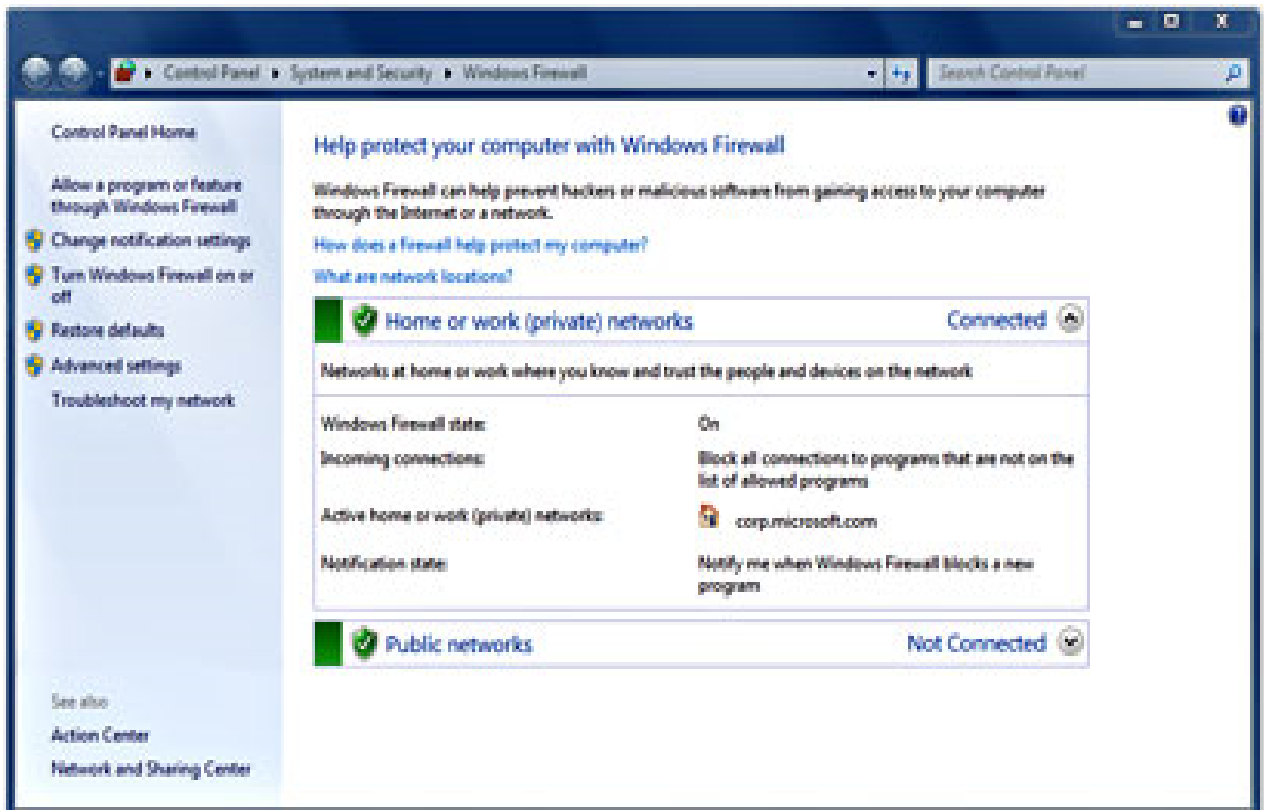 Control Panel ▸ System and Security ▸ Windows Firewall
Search Control Panel
Control Panel Home
Allow a program or feature
through Windows Firewall
Change notification settings
Turn Windows Firewall on or
off
Restore defaults
Advanced settings
Troubleshoot my network
See also
Action Center
Network and Sharing Center
Help protect your computer with Windows Firewall
Windows Firewall can help prevent hackers or malicious software from gaining access to your computer
through the Internet or a network.
How does a firewall help protect my computer?
What are network locations?
Home or work (private) networks Connected
Networks at home or work where you know and trust the people and devices on the network
Windows Firewall state: On
Incoming connections: Block all connections to programs that are not on the
list of allowed programs
Active home or work (private) networks: corp.microsoft.com
Notification state: Notify me when Windows Firewall blocks a new
program
Public networks Not Connected